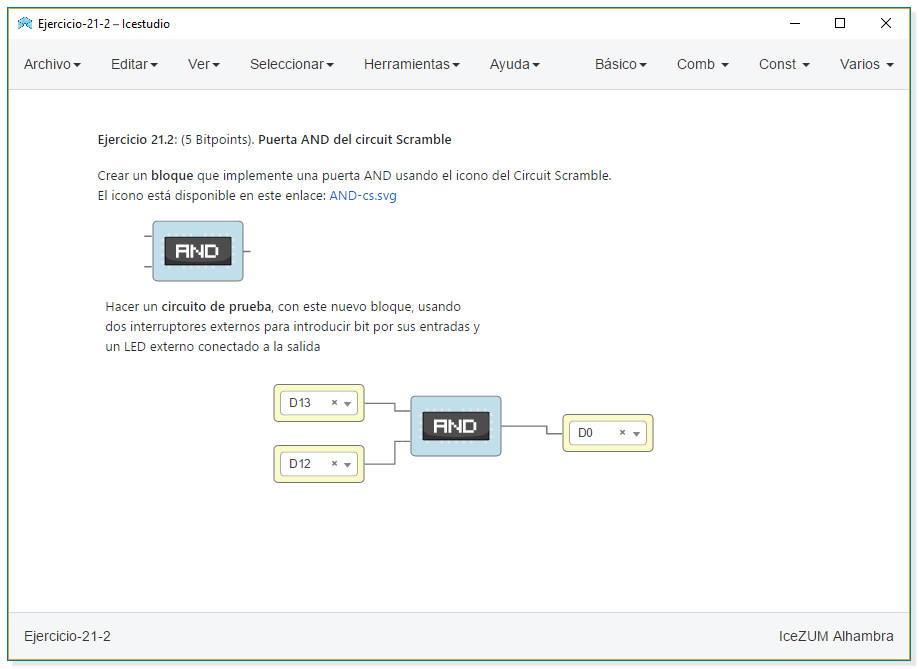 Ejercicio-21-2 – Icestudio
Archivo Editar Ver Seleccionar Herramientas Ayuda Básico Comb Const Varios
Ejercicio 21.2: (5 Bitpoints). Puerta AND del circuit Scramble
Crear un bloque que implemente una puerta AND usando el icono del Circuit Scramble.
El icono está disponible en este enlace: AND-cs.svg
AND
Hacer un circuito de prueba, con este nuevo bloque, usando
dos interruptores externos para introducir bit por sus entradas y
un LED externo conectado a la salida
D13
AND
D0
D12
Ejercicio-21-2
IceZUM Alhambra